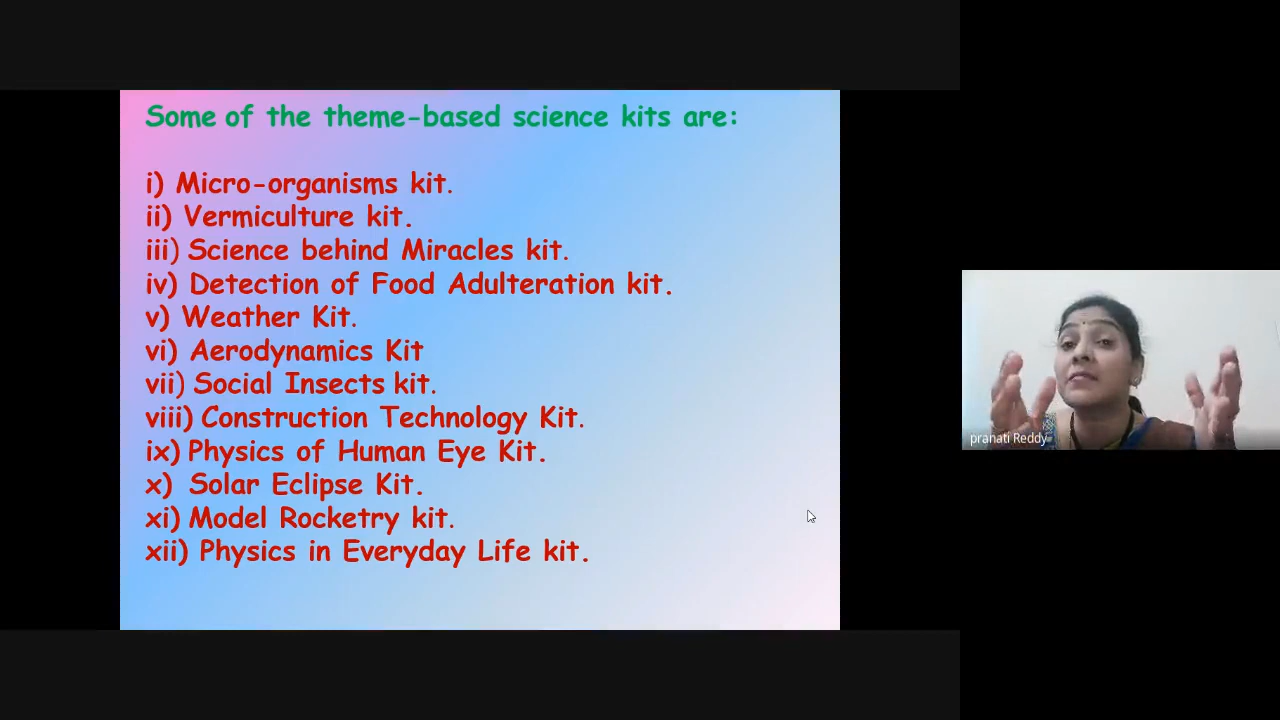 Some of the theme-based science kits are:
i) Micro-organisms kit.
ii) Vermiculture kit.
iii) Science behind Miracles kit.
iv) Detection of Food Adulteration kit.
v) Weather Kit.
vi) Aerodynamics Kit
vii) Social Insects kit.
viii) Construction Technology Kit.
ix) Physics of Human Eye Kit.
x) Solar Eclipse Kit.
xi) Model Rocketry kit.
xii) Physics in Everyday Life kit.
pranati Reddy